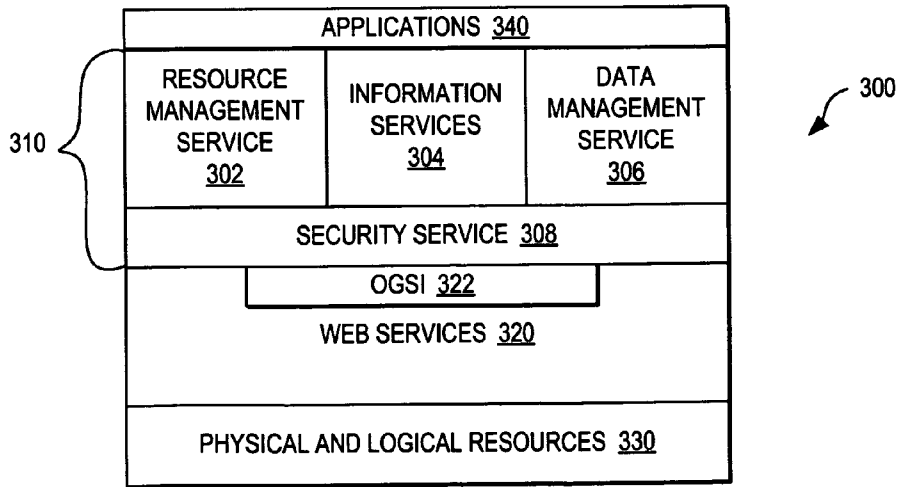 APPLICATIONS 340
RESOURCE
MANAGEMENT
SERVICE
302
INFORMATION
SERVICES
304
DATA
MANAGEMENT
SERVICE
306
300
310
SECURITY SERVICE 308
OGSI 322
WEB SERVICES 320
PHYSICAL AND LOGICAL RESOURCES 330